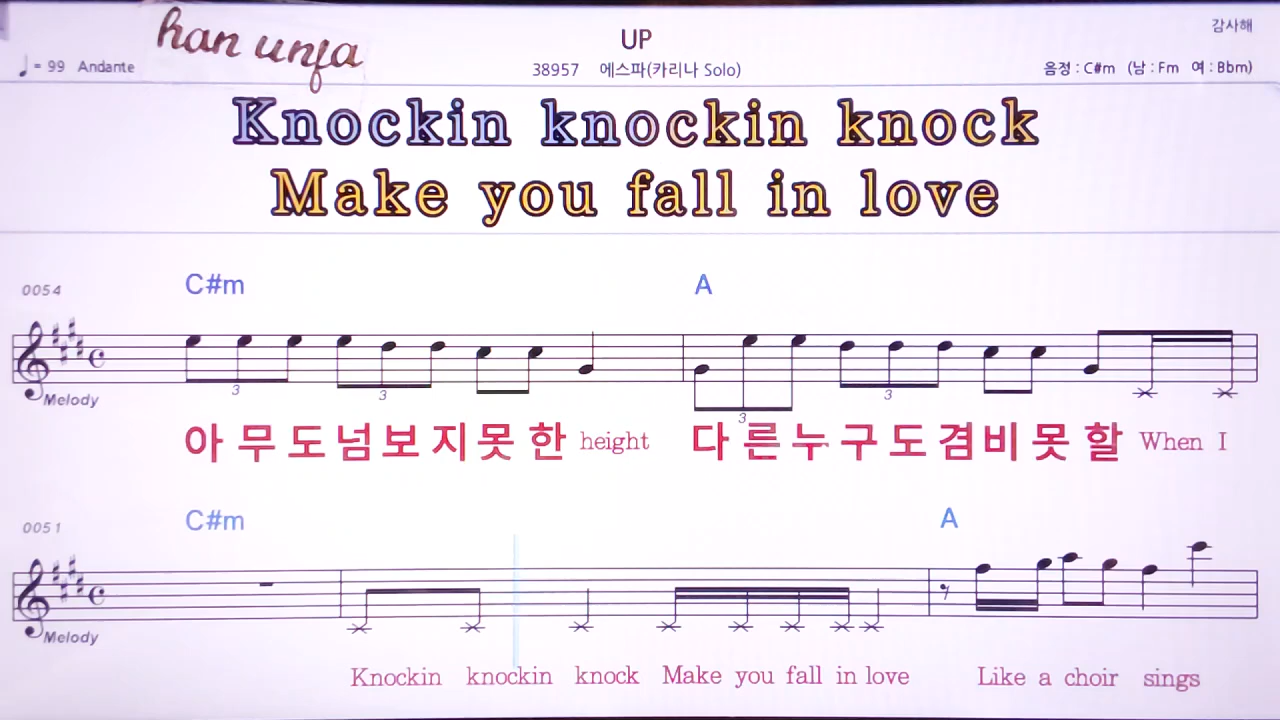 han unja
UP
감사해
♩= 99 Andante
38957 에스파(카리나 Solo)
음정 : C#m (남 : Fm 여 : Bbm)
Knockin knockin knock
Make you fall in love
0054
C#m A
3 3 3 3
Melody
아무도넘보지못한 height 다른누구도겸비못할 When I
0051
C#m A
Melody
Knockin knockin knock Make you fall in love Like a choir sings